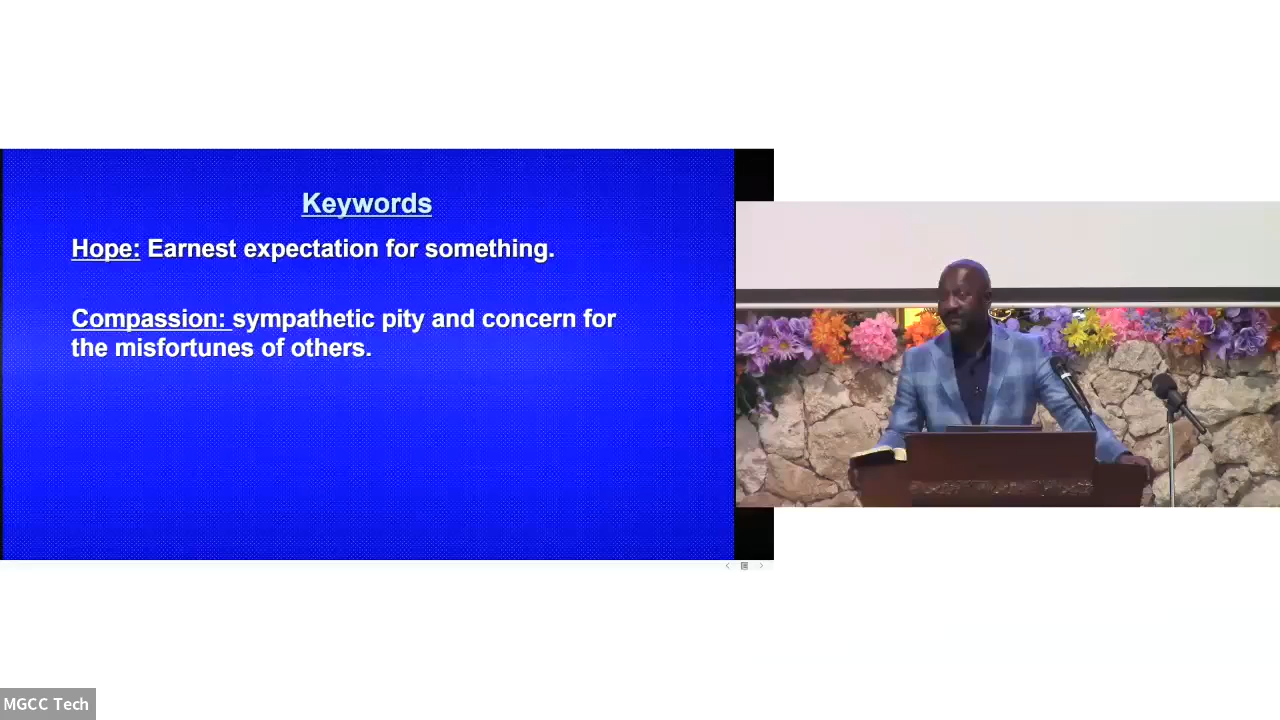 Keywords
Hope: Earnest expectation for something.
Compassion: sympathetic pity and concern for
the misfortunes of others.
MGCC Tech